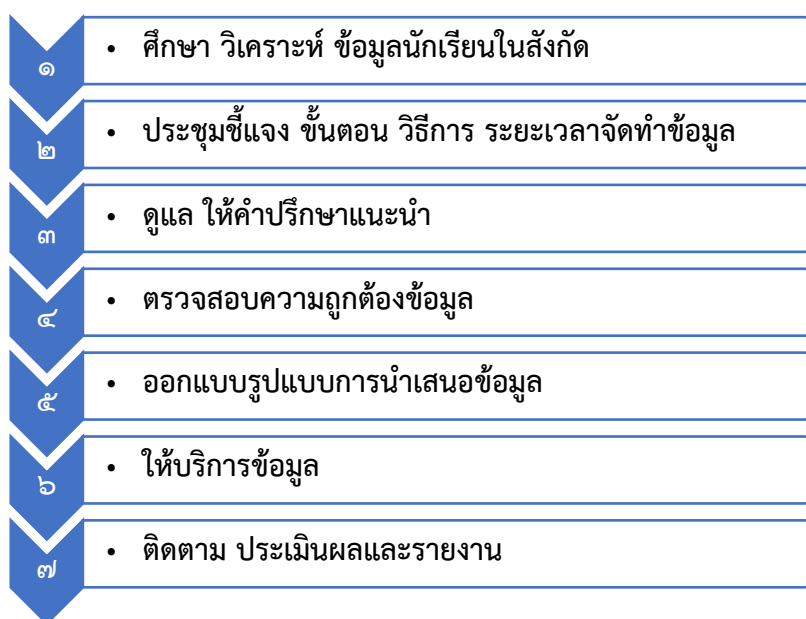 ๑ • ศึกษา วิเคราะห์ ข้อมูลนักเรียนในสังกัด
๒ • ประชุมชี้แจง ขั้นตอน วิธีการ ระยะเวลาจัดทำข้อมูล
๓ • ดูแล ให้คำปรึกษาแนะนำ
๔ • ตรวจสอบความถูกต้องข้อมูล
๕ • ออกแบบรูปแบบการนำเสนอข้อมูล
๖ • ให้บริการข้อมูล
๗ • ติดตาม ประเมินผลและรายงาน